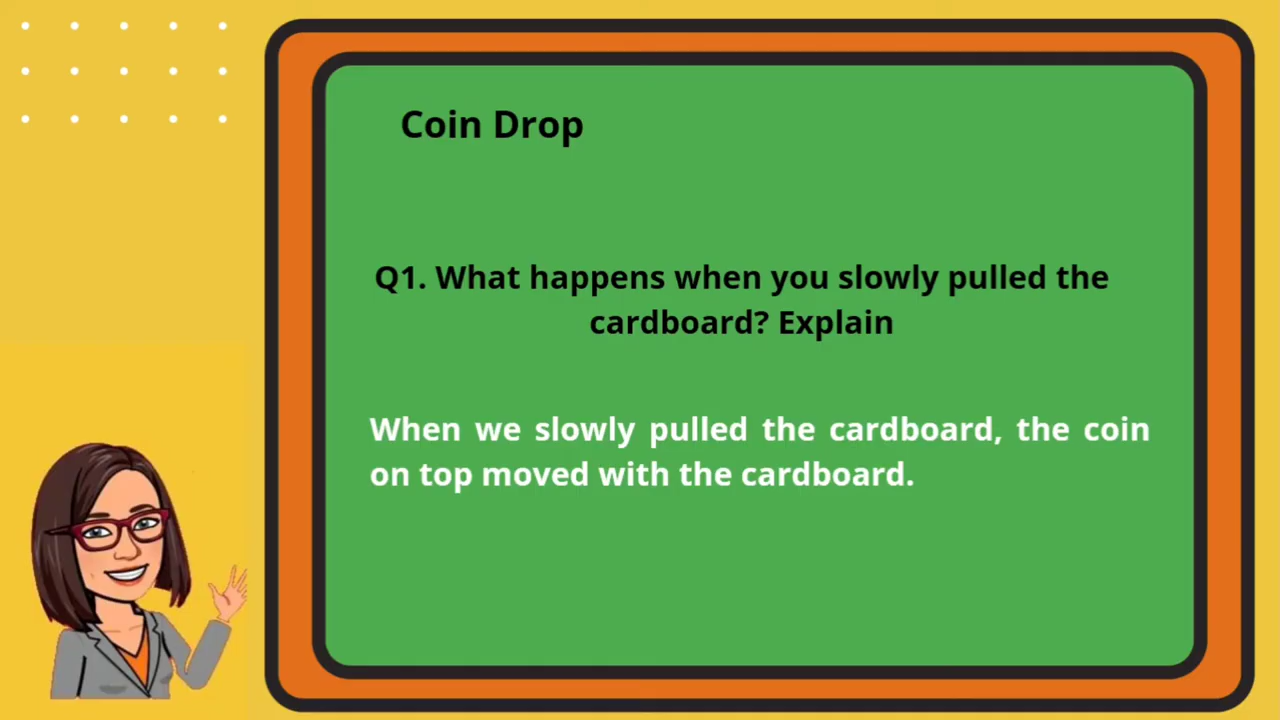 Coin Drop
Q1. What happens when you slowly pulled the
cardboard? Explain
When we slowly pulled the cardboard, the coin
on top moved with the cardboard.